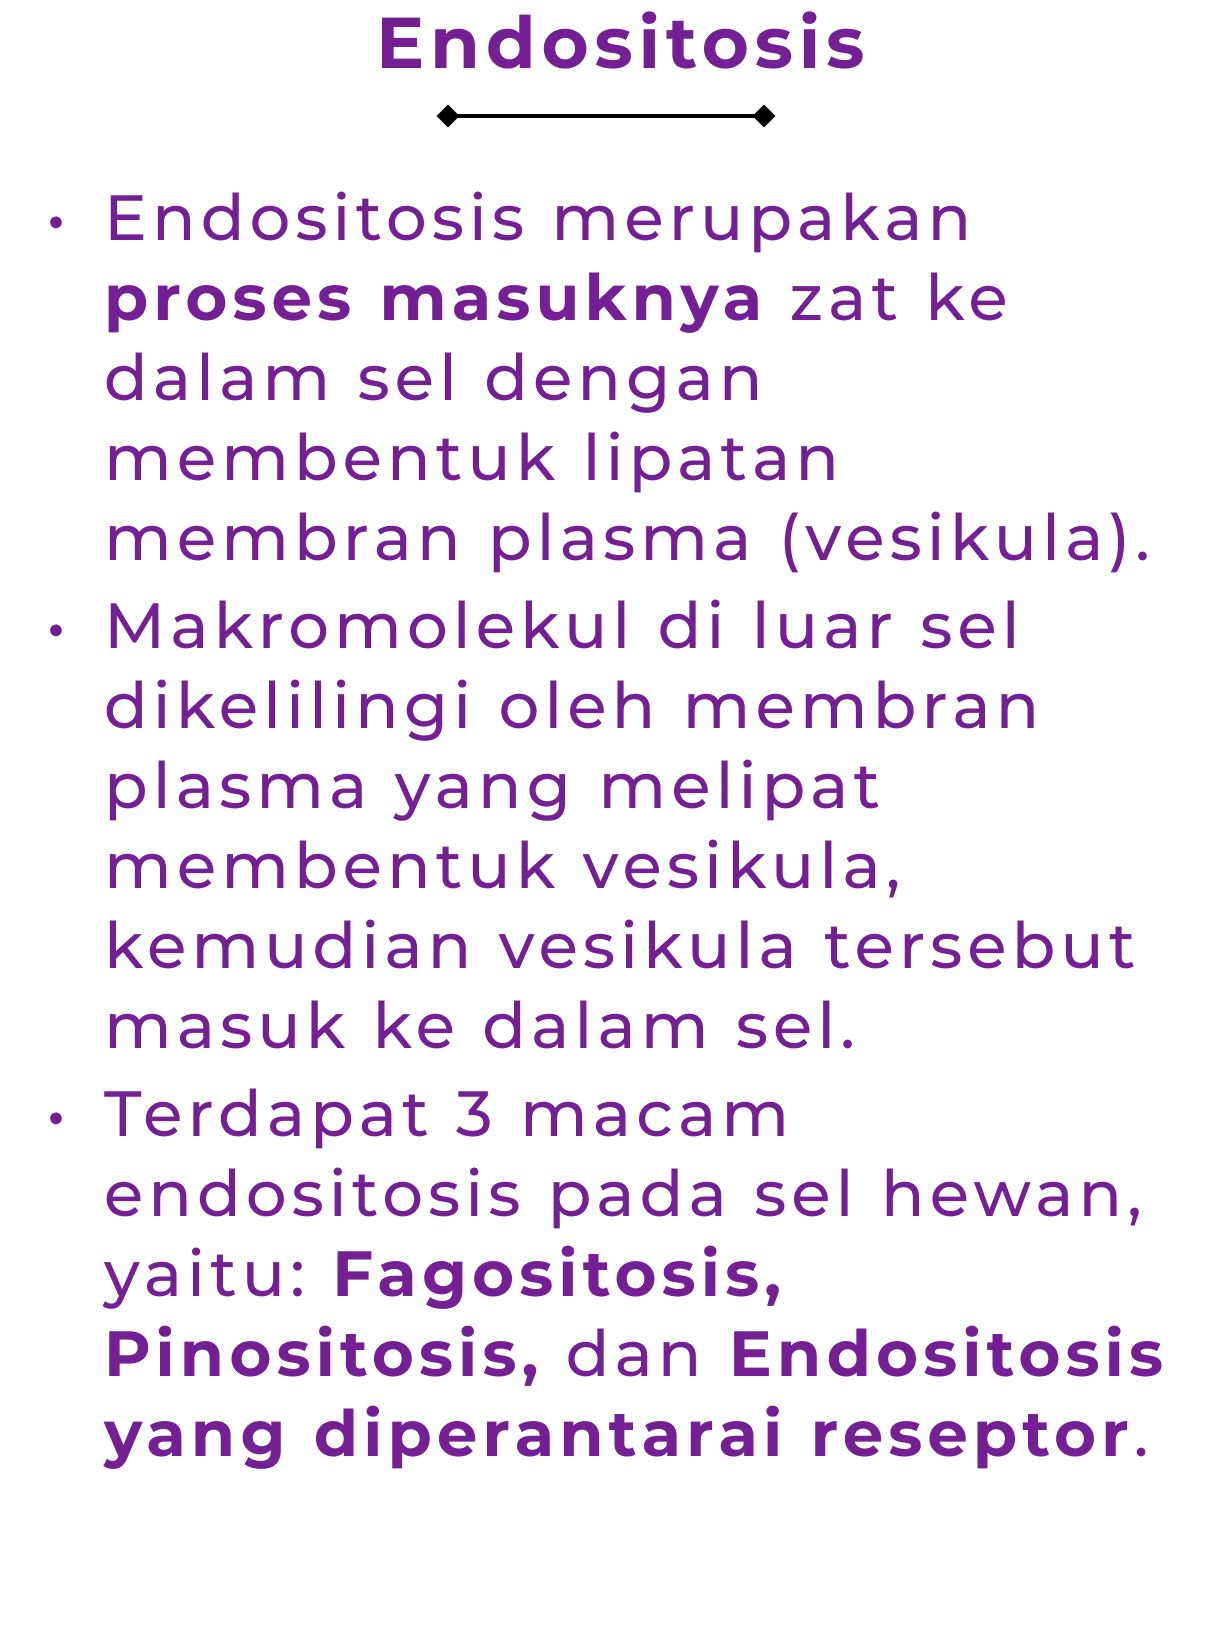 Endositosis
• Endositosis merupakan
proses masuknya zat ke
dalam sel dengan
membentuk lipatan
membran plasma (vesikula).
• Makromolekul di luar sel
dikelilingi oleh membran
plasma yang melipat
membentuk vesikula,
kemudian vesikula tersebut
masuk ke dalam sel.
• Terdapat 3 macam
endositosis pada sel hewan,
yaitu: Fagositosis,
Pinositosis, dan Endositosis
yang diperantarai reseptor.